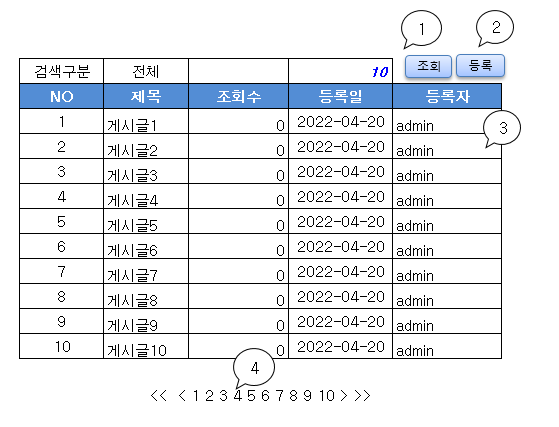 1 2
검색구분 전체 10 조회 등록
NO 제목 조회수 등록일 등록자
1 게시글1 0 2022-04-20 admin 3
2 게시글2 0 2022-04-20 admin
3 게시글3 0 2022-04-20 admin
4 게시글4 0 2022-04-20 admin
5 게시글5 0 2022-04-20 admin
6 게시글6 0 2022-04-20 admin
7 게시글7 0 2022-04-20 admin
8 게시글8 0 2022-04-20 admin
9 게시글9 0 2022-04-20 admin
10 게시글10 0 2022-04-20 admin
4
<< < 1 2 3 4 5 6 7 8 9 10 > >>